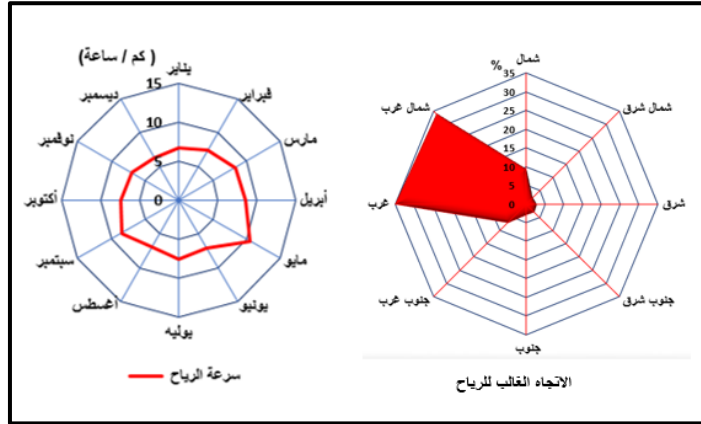 (كم / ساعة)
يناير
فبراير
مارس
أبريل
مايو
يونيو
يوليه
أغسطس
سبتمبر
أكتوبر
نوفمبر
ديسمبر
15
10
5
0
سرعة الرياح
شمال
شمال شرق
شرق
جنوب شرق
جنوب
جنوب غرب
غرب
شمال غرب
%
35
30
25
20
15
10
5
0
الاتجاه الغالب للرياح